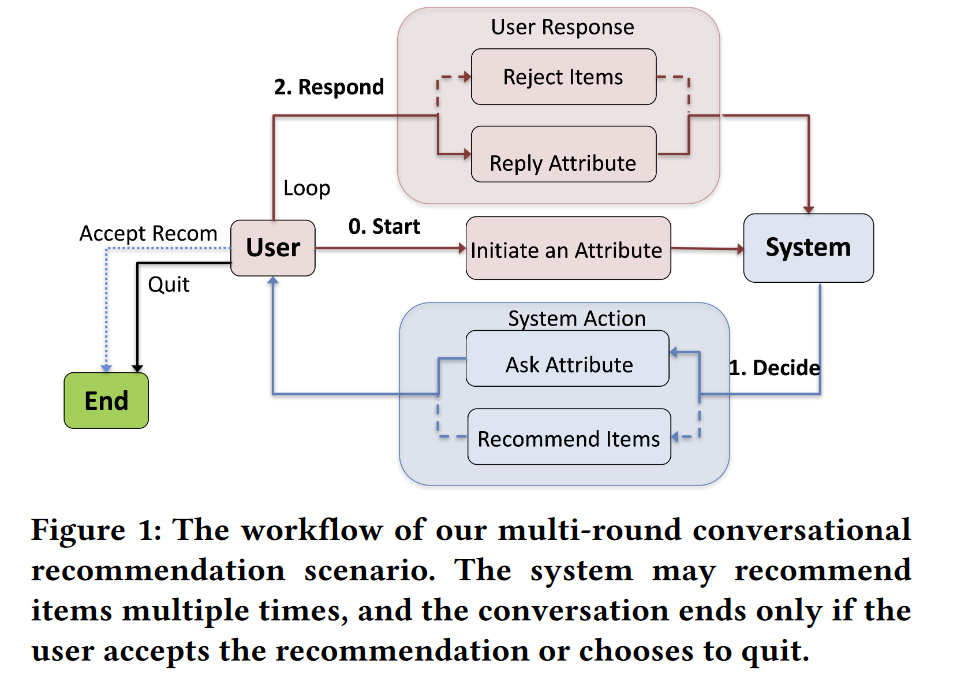 User Response
Reject Items
2. Respond
Reply Attribute
Loop
0. Start
Accept Recom
User
Initiate an Attribute
System
Quit
System Action
Ask Attribute
1. Decide
End
Recommend Items
Figure 1: The workflow of our multi-round conversational
recommendation scenario. The system may recommend
items multiple times, and the conversation ends only if the
user accepts the recommendation or chooses to quit.